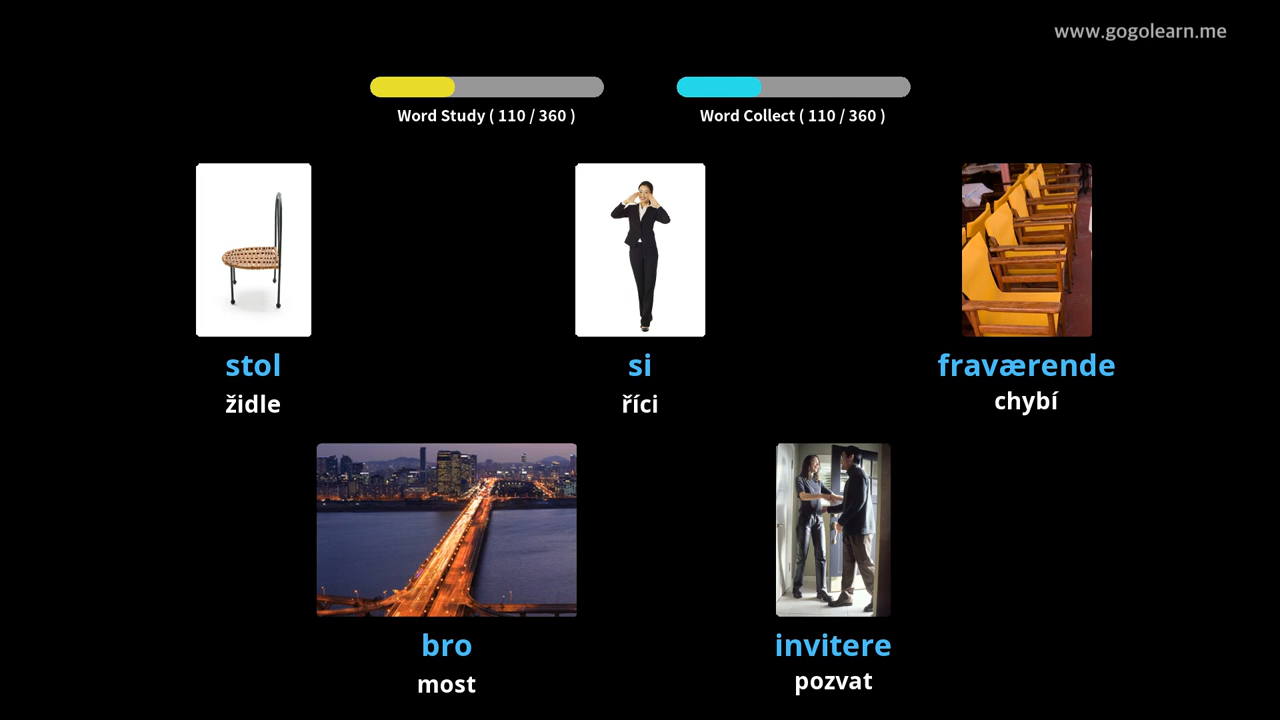 www.gogolearn.me
Word Study ( 110 / 360 )
Word Collect ( 110 / 360 )
stol
židle
si
říci
fraværende
chybí
bro
most
invitere
pozvat